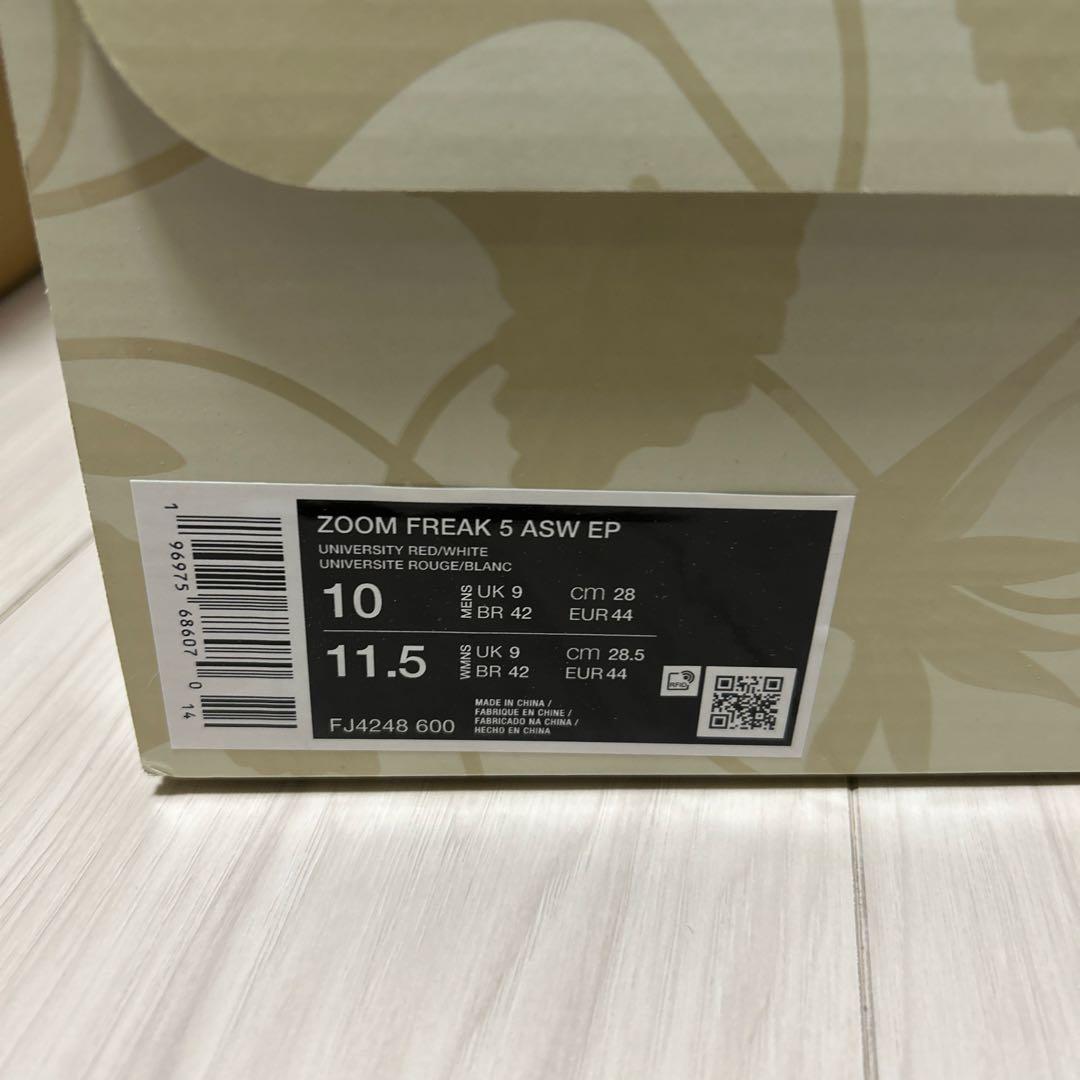 ZOOM FREAK 5 ASW EP
UNIVERSITY RED/WHITE
UNIVERSITE ROUGE/BLANC
10 MENS UK 9 cm 28
BR 42 EUR 44
11.5 WMNS UK 9 cm 28.5
BR 42 EUR 44
FJ4248 600
MADE IN CHINA /
FABRIQUE EN CHINE /
FABRICADO NA CHINA /
HECHO EN CHINA
RFID
1 96975 68607 0 14